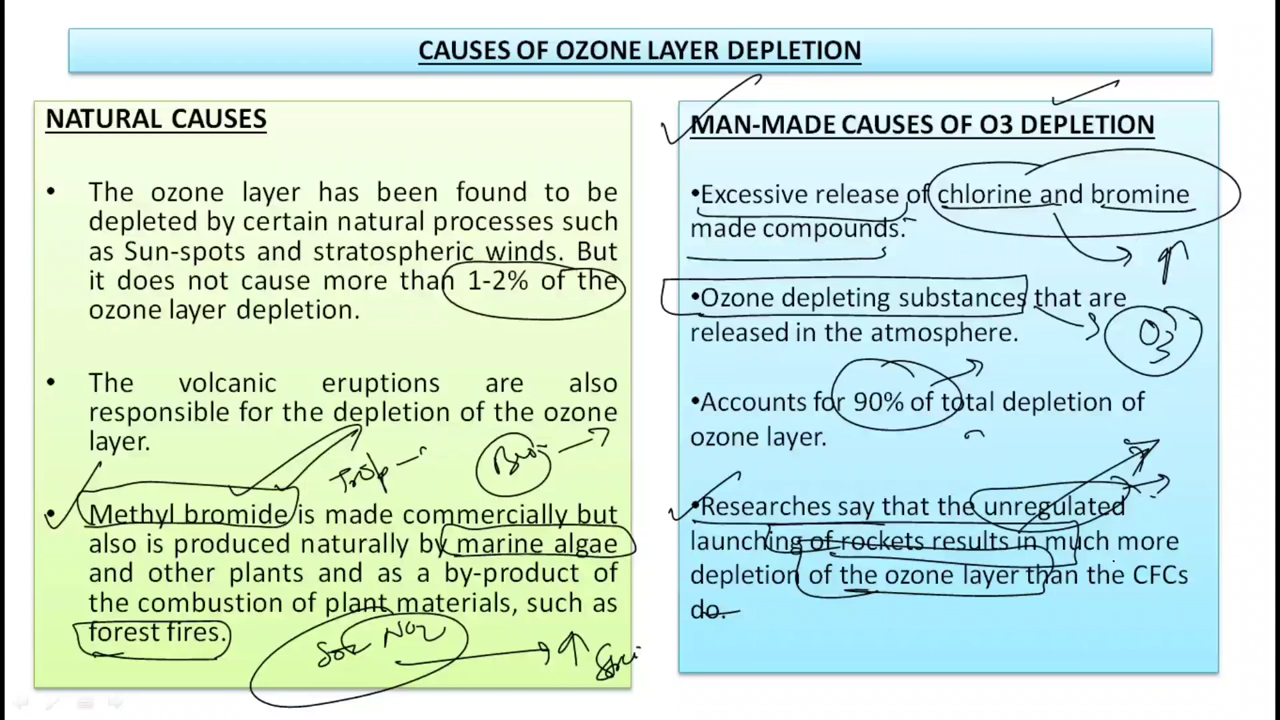 CAUSES OF OZONE LAYER DEPLETION
NATURAL CAUSES
• The ozone layer has been found to be
depleted by certain natural processes such
as Sun-spots and stratospheric winds. But
it does not cause more than 1-2% of the
ozone layer depletion.
• The volcanic eruptions are also
responsible for the depletion of the ozone
layer.
Trop
• Methyl bromide is made commercially but
also is produced naturally by marine algae
and other plants and as a by-product of
the combustion of plant materials, such as
forest fires.
NO2
MAN-MADE CAUSES OF O3 DEPLETION
•Excessive release of chlorine and bromine
made compounds.
•Ozone depleting substances that are
released in the atmosphere.
O3
•Accounts for 90% of total depletion of
ozone layer.
•Researches say that the unregulated
launching of rockets results in much more
depletion of the ozone layer than the CFCs
do.